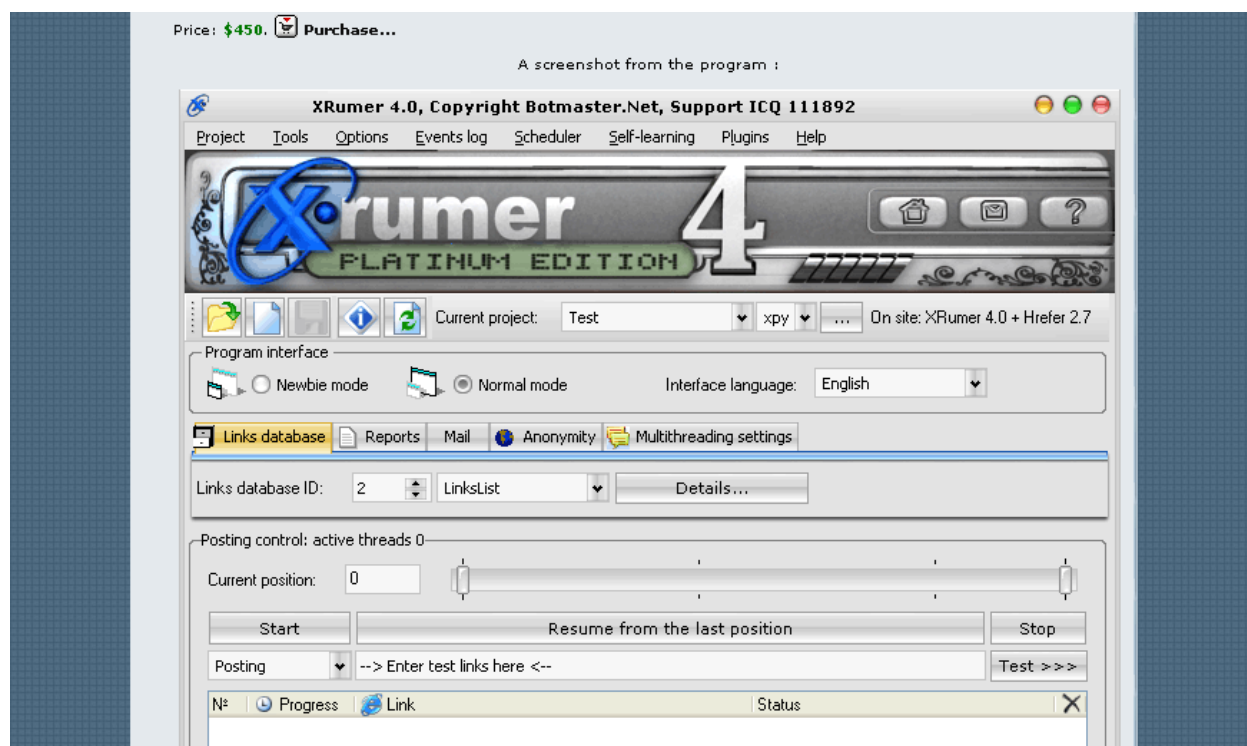 Price: $450. Purchase...
A screenshot from the program :
XRumer 4.0, Copyright Botmaster.Net, Support ICQ 111892
Project Tools Options Events log Scheduler Self-learning Plugins Help
Xrumer 4
PLATINUM EDITION
Current project: Test xpy ... On site: XRumer 4.0 + Hrefer 2.7
Program interface
Newbie mode Normal mode Interface language: English
Links database Reports Mail Anonymity Multithreading settings
Links database ID: 2 LinksList Details...
Posting control: active threads 0
Current position: 0
Start Resume from the last position Stop
Posting --> Enter test links here <-- Test >>>
№ Progress Link Status